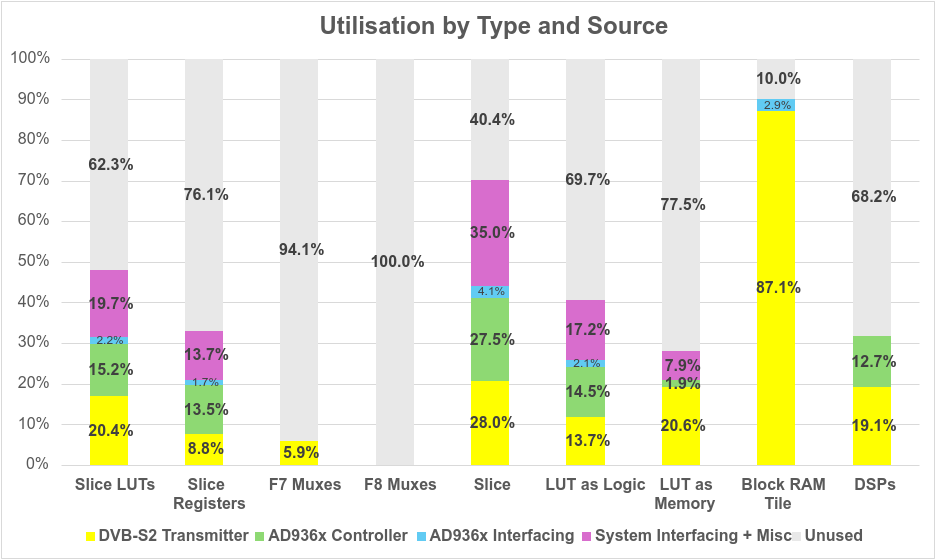 Utilisation by Type and Source
100%
90%
80%
70%
60%
50%
40%
30%
20%
10%
0%
62.3%
19.7%
2.2%
15.2%
20.4%
76.1%
13.7%
1.7%
13.5%
8.8%
94.1%
5.9%
100.0%
40.4%
35.0%
4.1%
27.5%
28.0%
69.7%
17.2%
2.1%
14.5%
13.7%
77.5%
7.9%
1.9%
20.6%
10.0%
2.9%
87.1%
68.2%
12.7%
19.1%
Slice LUTs
Slice
Registers
F7 Muxes
F8 Muxes
Slice
LUT as Logic
LUT as
Memory
Block RAM
Tile
DSPs
DVB-S2 Transmitter
AD936x Controller
AD936x Interfacing
System Interfacing + Misc
Unused